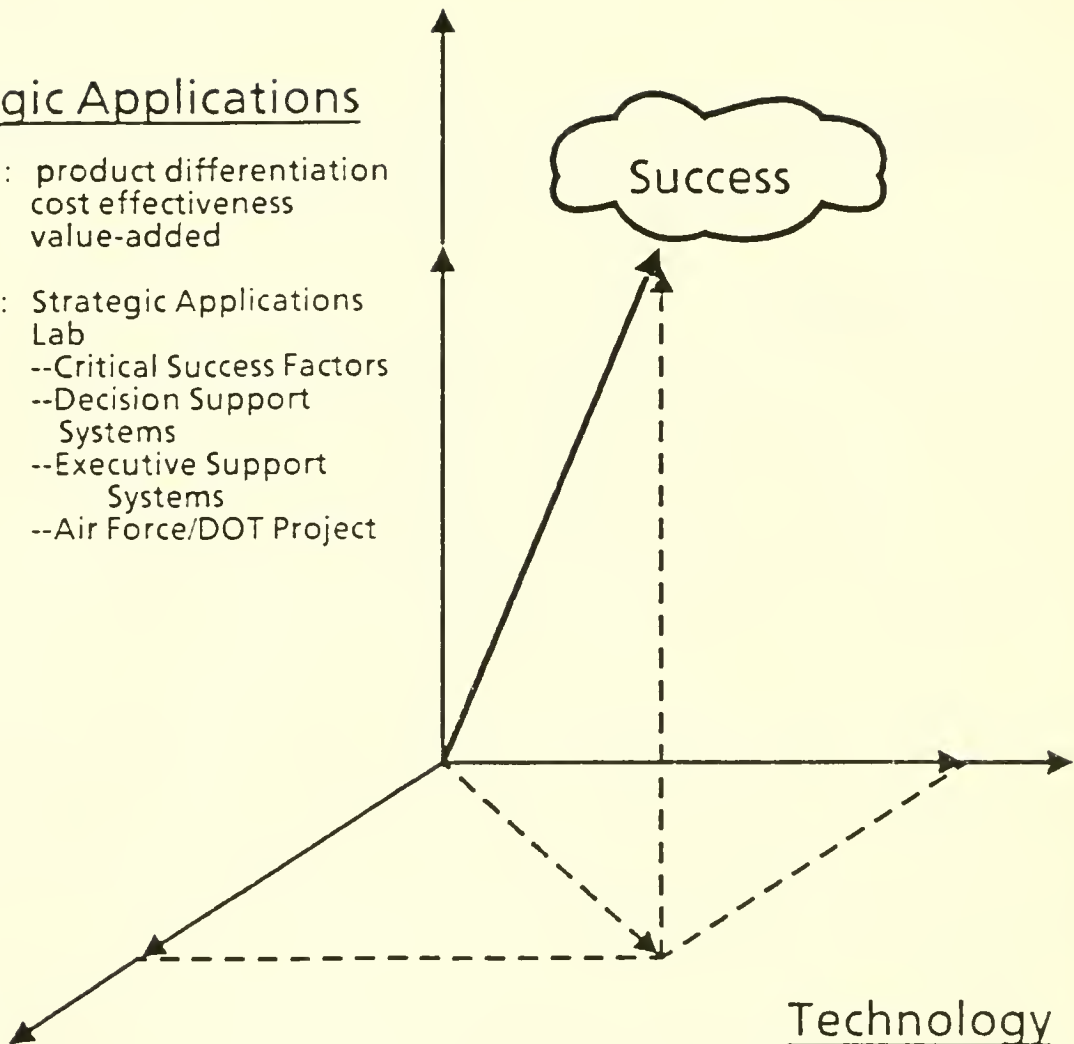 gic Applications
: product differentiation
cost effectiveness
value-added
: Strategic Applications
Lab
--Critical Success Factors
--Decision Support
Systems
--Executive Support
Systems
--Air Force/DOT Project
Success
Technology